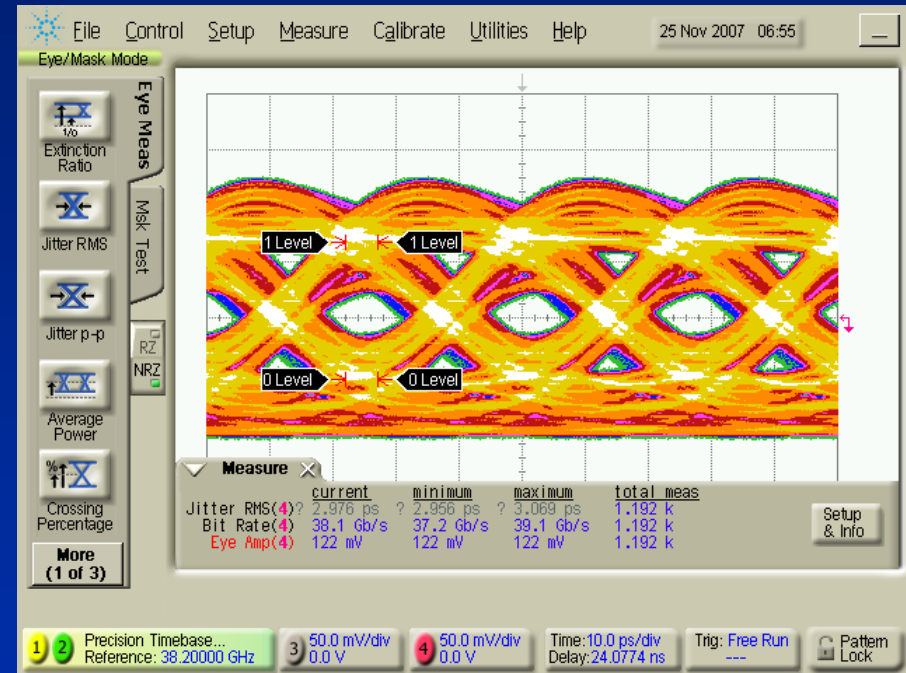 File Control Setup Measure Calibrate Utilities Help 25 Nov 2007 06:55
Eye/Mask Mode
Eye Meas
Msk Test
1/0
Extinction
Ratio
Jitter RMS
Jitter p-p
RZ
NRZ
Average
Power
%
Crossing
Percentage
More
(1 of 3)
1 Level 1 Level
0 Level 0 Level
Measure
current minimum maximum total meas
Jitter RMS(4)? 2.976 ps ? 2.956 ps ? 3.069 ps 1.192 k
Bit Rate(4) 38.1 Gb/s 37.2 Gb/s 39.1 Gb/s 1.192 k
Eye Amp(4) 122 mV 122 mV 122 mV 1.192 k
Setup
& Info
1 2 Precision Timebase...
Reference: 38.20000 GHz
3 50.0 mV/div
0.0 V
4 50.0 mV/div
0.0 V
Time:10.0 ps/div
Delay:24.0774 ns
Trig: Free Run
---
Pattern
Lock